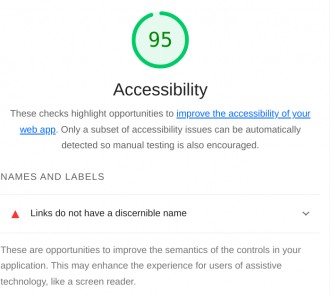 95
Accessibility
These checks highlight opportunities to improve the accessibility of your
web app. Only a subset of accessibility issues can be automatically
detected so manual testing is also encouraged.
NAMES AND LABELS
Links do not have a discernible name
These are opportunities to improve the semantics of the controls in your
application. This may enhance the experience for users of assistive
technology, like a screen reader.